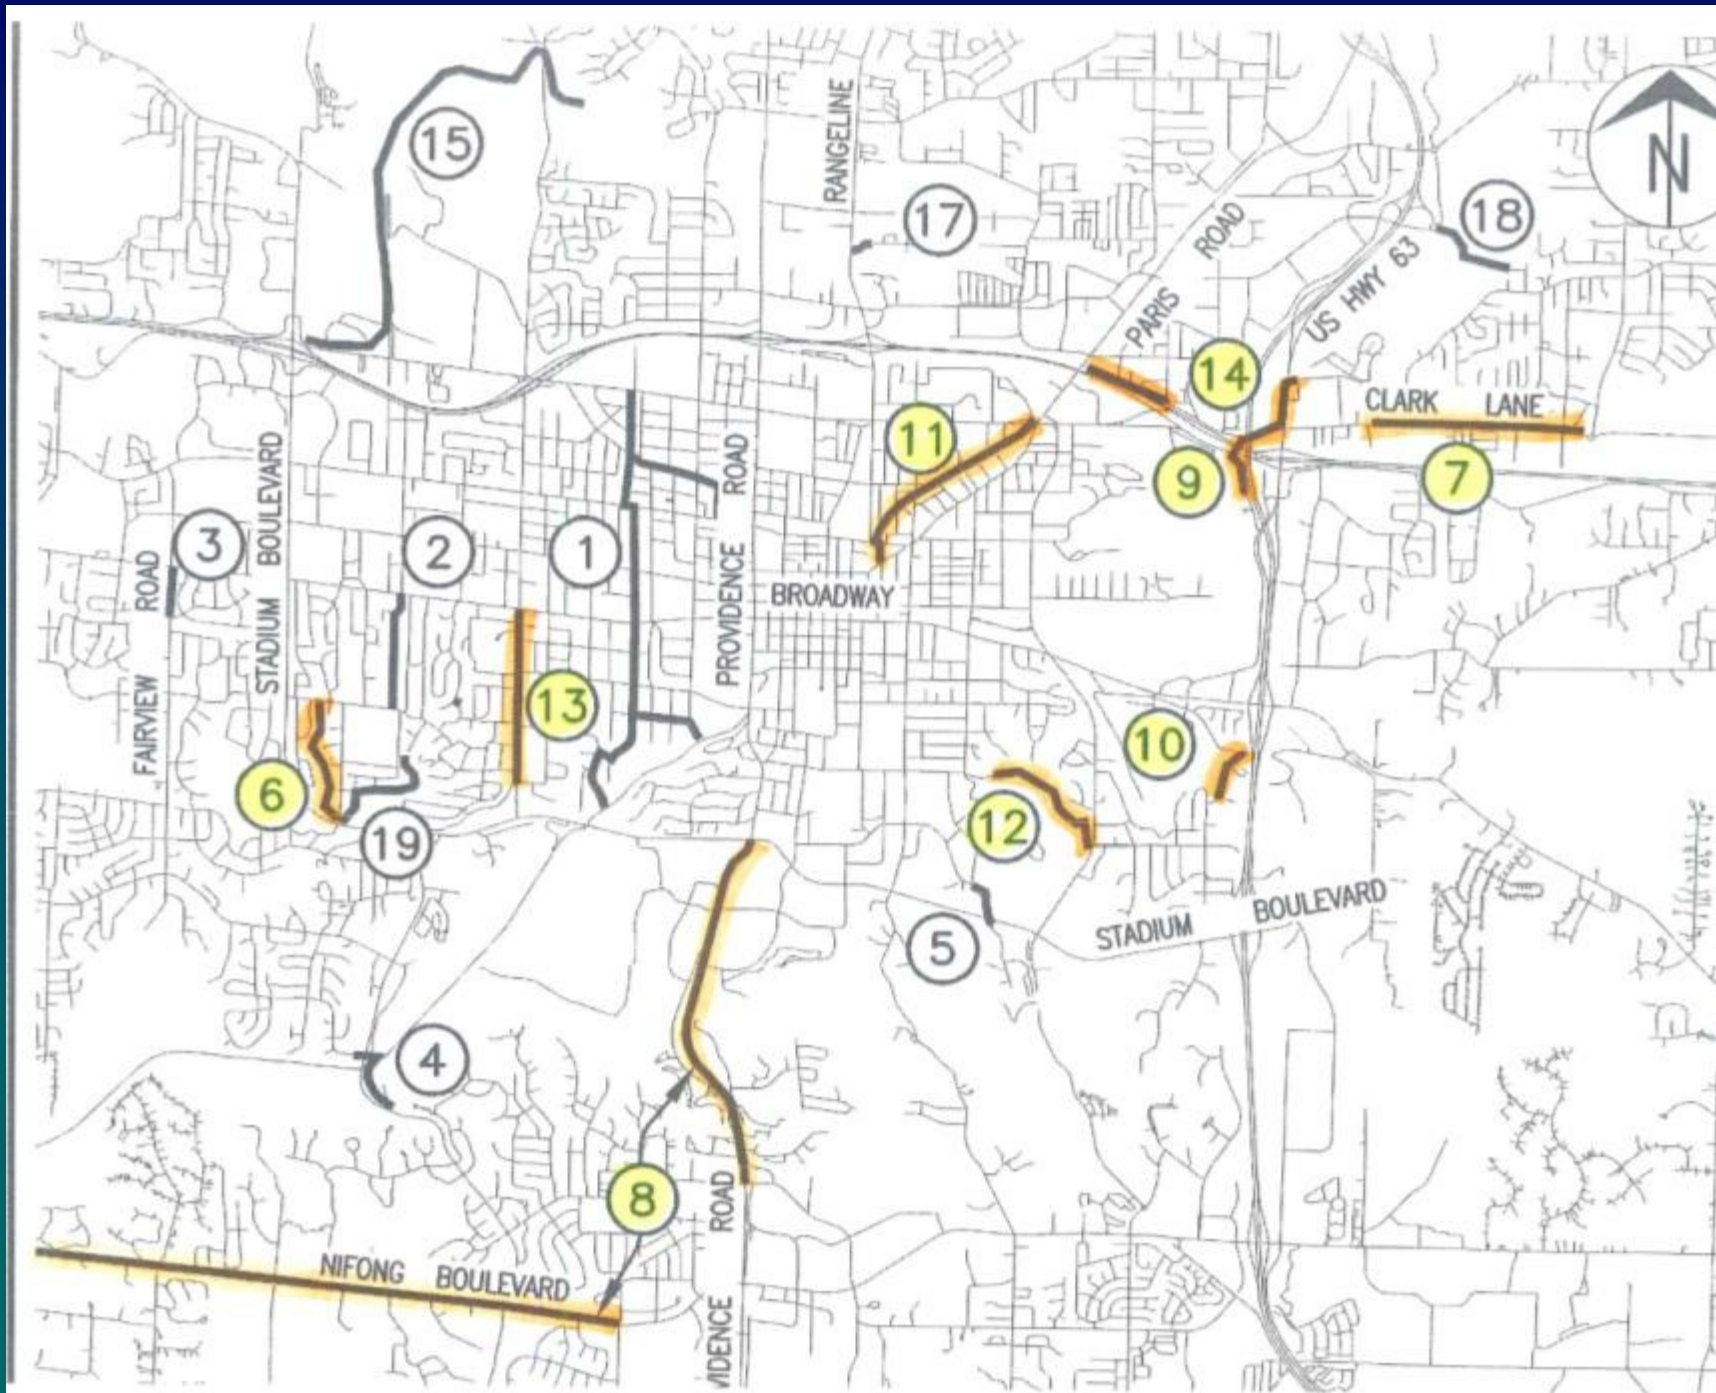 15
RANGELINE
17
PARIS ROAD
US HWY 63
18
N
14
CLARK LANE
11
9
7
STADIUM BOULEVARD
PROVIDENCE ROAD
3
2
1
FAIRVIEW ROAD
BROADWAY
13
6
10
12
19
5
STADIUM BOULEVARD
4
8
ROAD
NIFONG BOULEVARD
VIDENCE